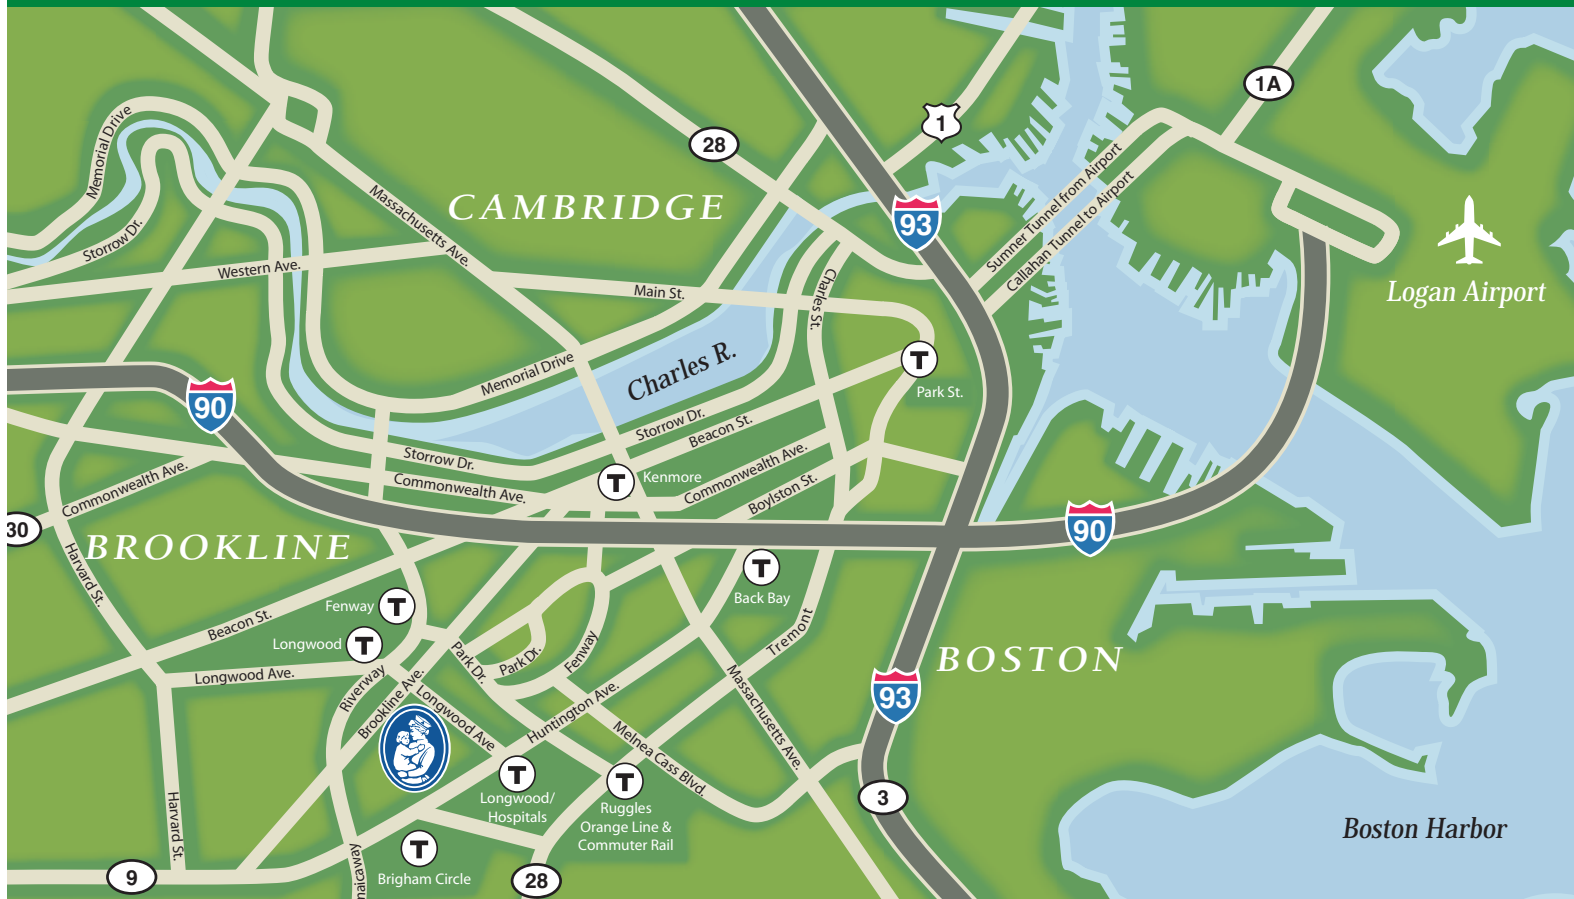 1A
1
28
Memorial Drive
Massachusetts Ave.
CAMBRIDGE
Sumner Tunnel from Airport
Callahan Tunnel to Airport
93
Storrow Dr.
Western Ave.
Main St.
Charles St.
Logan Airport
Charles R.
Memorial Drive
T
Park St.
90
Storrow Dr.
Beacon St.
Storrow Dr.
Commonwealth Ave.
Commonwealth Ave.
T
Kenmore
Commonwealth Ave.
Boylston St.
30
BROOKLINE
90
Harvard St.
T
Back Bay
Fenway
T
Beacon St.
Longwood
T
Park Dr.
Park Dr.
Fenway
Tremont
BOSTON
Longwood Ave.
Riverway
Brookline Ave.
Longwood Ave
Huntington Ave.
Massachusetts Ave.
93
Melnea Cass Blvd.
T
Longwood/
Hospitals
T
Ruggles
Orange Line &
Commuter Rail
3
Boston Harbor
Harvard St.
T
Brigham Circle
9
28
maicaway